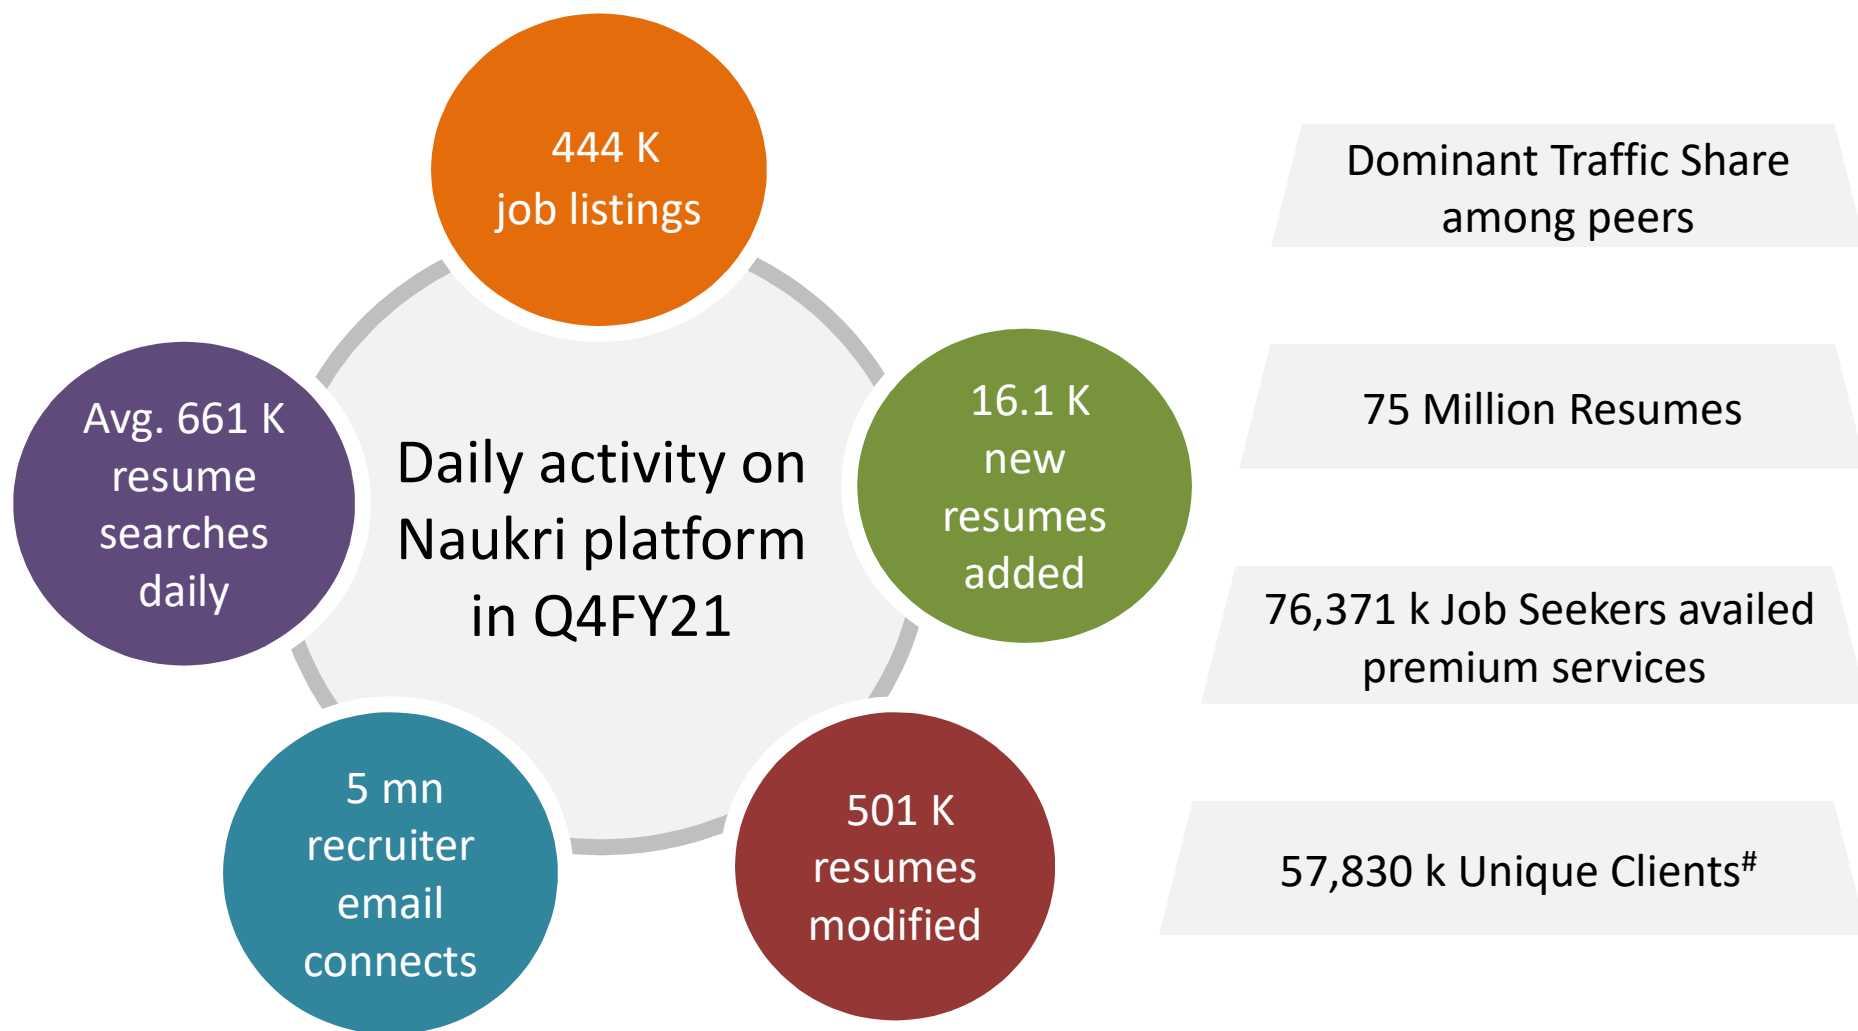 444 K
job listings
16.1 K
new
resumes
added
501 K
resumes
modified
5 mn
recruiter
email
connects
Avg. 661 K
resume
searches
daily
Daily activity on
Naukri platform
in Q4FY21
Dominant Traffic Share
among peers
75 Million Resumes
76,371 k Job Seekers availed
premium services
57,830 k Unique Clients#